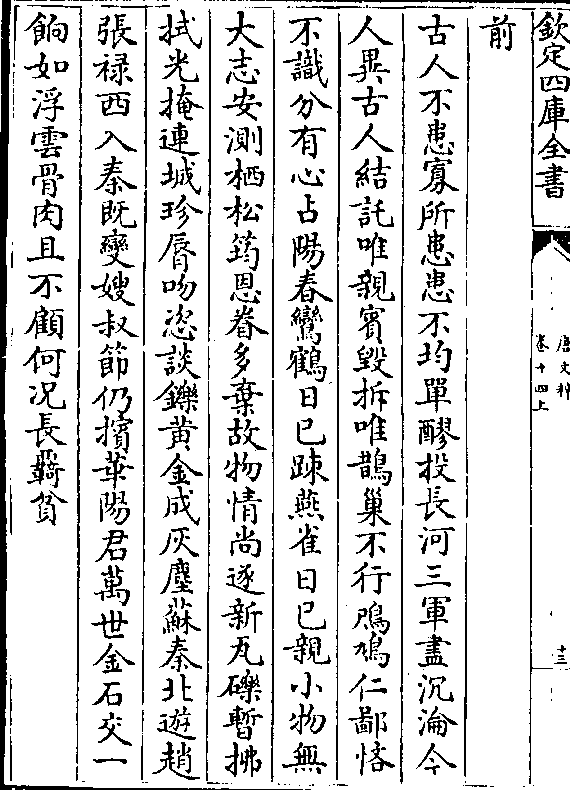 欽定四庫全書
唐文粹
卷十四上
十三
前
古人不患寡所患患不均單醪投長河三軍盡沉淪今
人異古人結託唯親賔毀拆唯鵲巢不行鳲鳩仁鄙悋
不識分有心占陽春鸞鶴日已踈燕雀日已親小物無
大志安測栖松筠恩眷多棄故物情尚逐新瓦礫暫拂
拭光掩連城珍脣吻恣談鑠黄金成灰塵蘇秦北遊趙
張禄西入秦既變嫂叔節仍擯華陽君萬世金石交一
餉如浮雲骨肉且不顧何况長羇貧